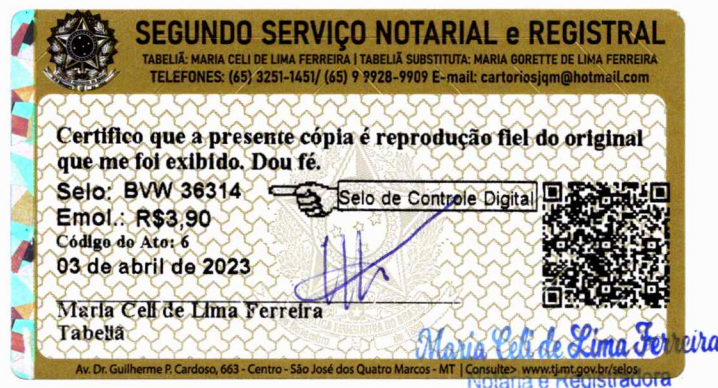 SEGUNDO SERVIÇO NOTARIAL e REGISTRAL
TABELIÃ: MARIA CELI DE LIMA FERREIRA | TABELIÃ SUBSTITUTA: MARIA GORETTE DE LIMA FERREIRA
TELEFONES: (65) 3251-1451/ (65) 9 9928-9909 E-mail: cartoriosjqm@hotmail.com
Certifico que a presente cópia é reprodução fiel do original
que me foi exibido. Dou fé.
Selo: BVW 36314
Selo de Controle Digital
Emol.: R$3,90
Código do Ato: 6
03 de abril de 2023
Maria Celi de Lima Ferreira
Tabeliã
Maria Celi de Lima Ferreira
Notária e Registradora
Av. Dr. Guilherme P. Cardoso, 663 - Centro - São José dos Quatro Marcos - MT | Consulte> www.tjmt.gov.br/selos